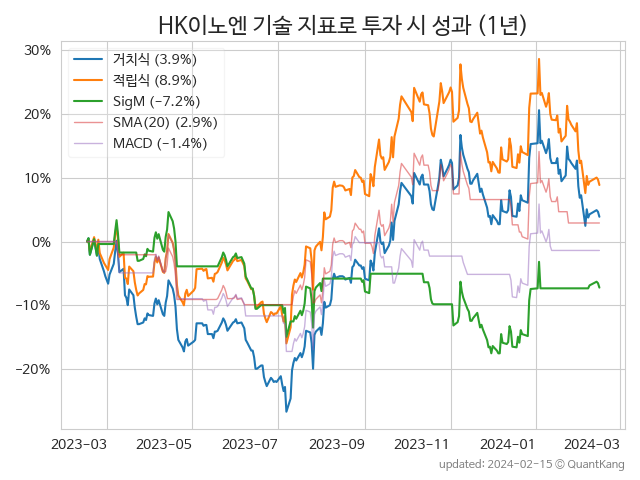 HK이노엔 기술 지표로 투자 시 성과 (1년)
30%
20%
10%
0%
−10%
−20%
거치식 (3.9%)
적립식 (8.9%)
SigM (−7.2%)
SMA(20) (2.9%)
MACD (−1.4%)
2023-03 2023-05 2023-07 2023-09 2023-11 2024-01 2024-03
updated: 2024-02-15 © QuantKang